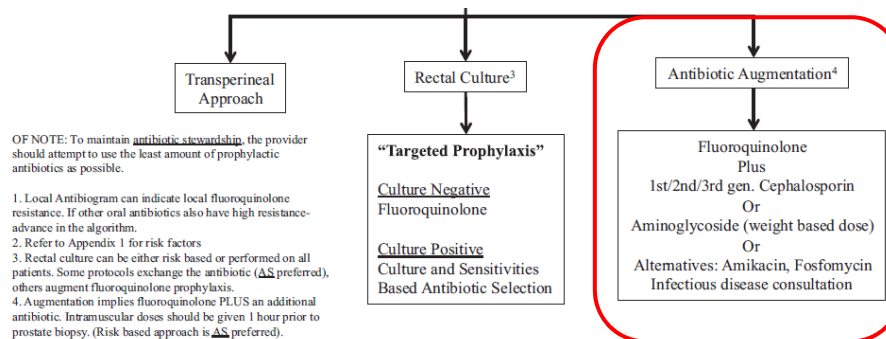 Transperineal
Approach
Rectal Culture3
Antibiotic Augmentation4
OF NOTE: To maintain antibiotic stewardship, the provider
should attempt to use the least amount of prophylactic
antibiotics as possible.
1. Local Antibiogram can indicate local fluoroquinolone
resistance. If other oral antibiotics also have high resistance-
advance in the algorithm.
2. Refer to Appendix 1 for risk factors
3. Rectal culture can be either risk based or performed on all
patients. Some protocols exchange the antibiotic (AS preferred),
others augment fluoroquinolone prophylaxis.
4. Augmentation implies fluoroquinolone PLUS an additional
antibiotic. Intramuscular doses should be given 1 hour prior to
prostate biopsy. (Risk based approach is AS preferred).
“Targeted Prophylaxis”
Culture Negative
Fluoroquinolone
Culture Positive
Culture and Sensitivities
Based Antibiotic Selection
Fluoroquinolone
Plus
1st/2nd/3rd gen. Cephalosporin
Or
Aminoglycoside (weight based dose)
Or
Alternatives: Amikacin, Fosfomycin
Infectious disease consultation